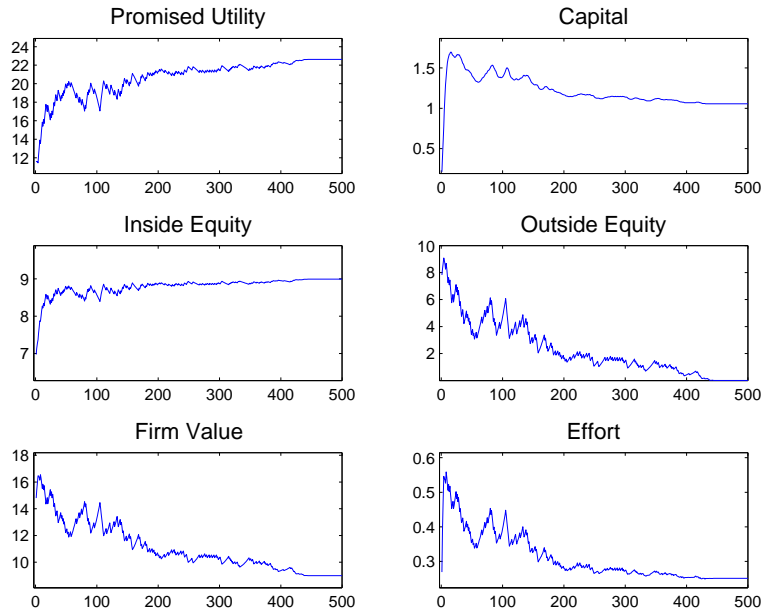 Promised Utility
Capital
24
22
20
18
16
14
12
0 100 200 300 400 500
1.5
1
0.5
0 100 200 300 400 500
Inside Equity
Outside Equity
9
8
7
0 100 200 300 400 500
10
8
6
4
2
0 100 200 300 400 500
Firm Value
Effort
18
16
14
12
10
0 100 200 300 400 500
0.6
0.5
0.4
0.3
0 100 200 300 400 500